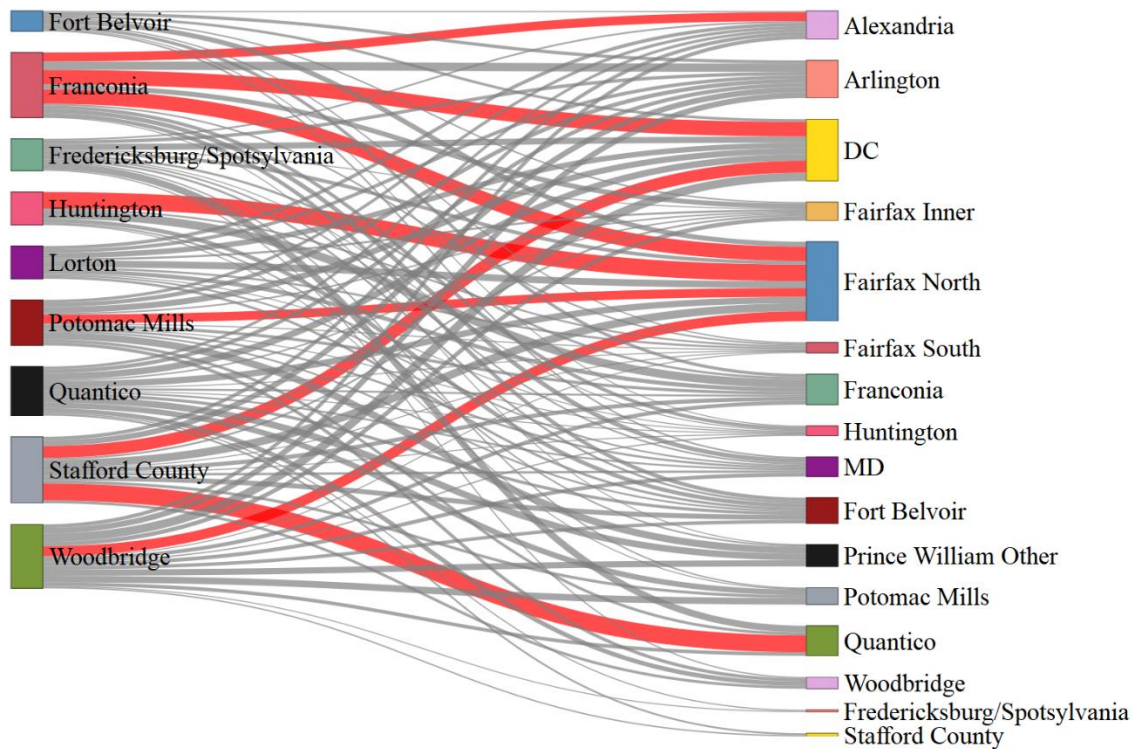 Fort Belvoir
Franconia
Fredericksburg/Spotsylvania
Huntington
Lorton
Potomac Mills
Quantico
Stafford County
Woodbridge
Alexandria
Arlington
DC
Fairfax Inner
Fairfax North
Fairfax South
Franconia
Huntington
MD
Fort Belvoir
Prince William Other
Potomac Mills
Quantico
Woodbridge
Fredericksburg/Spotsylvania
Stafford County